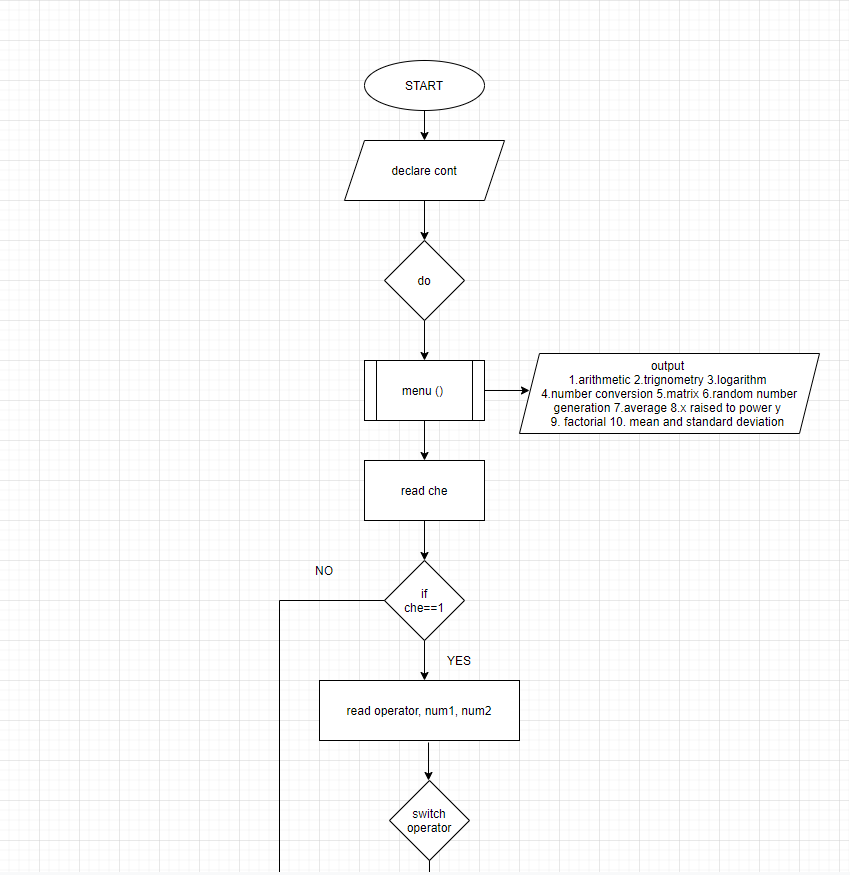 START
declare cont
do
menu ()
output
1.arithmetic 2.trignometry 3.logarithm
4.number conversion 5.matrix 6.random number
generation 7.average 8.x raised to power y
9. factorial 10. mean and standard deviation
read che
if
che==1
NO
YES
read operator, num1, num2
switch
operator